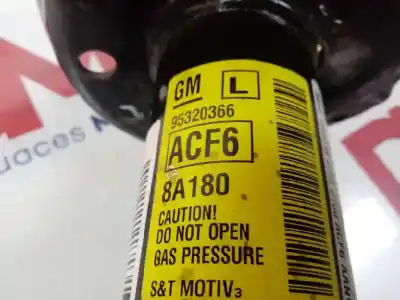 GM L
95320366
ACF6
8A180
CAUTION!
DO NOT OPEN
GAS PRESSURE
S&T MOTIV₃